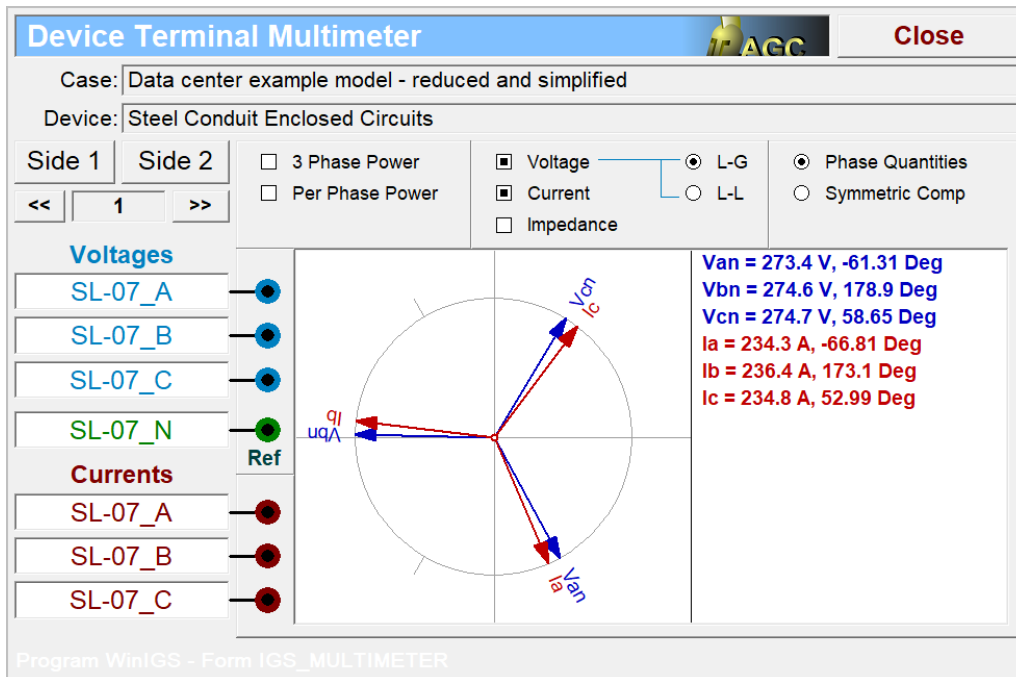 Device Terminal Multimeter
AGC
Close
Case: Data center example model - reduced and simplified
Device: Steel Conduit Enclosed Circuits
Side 1 Side 2
<< 1 >>
3 Phase Power
Per Phase Power
Voltage
Current
Impedance
L-G
L-L
Phase Quantities
Symmetric Comp
Voltages
SL-07_A
SL-07_B
SL-07_C
SL-07_N
Ref
Currents
SL-07_A
SL-07_B
SL-07_C
Vcn
Ic
Ib
Vbn
Ia
Van
Van = 273.4 V, -61.31 Deg
Vbn = 274.6 V, 178.9 Deg
Vcn = 274.7 V, 58.65 Deg
Ia = 234.3 A, -66.81 Deg
Ib = 236.4 A, 173.1 Deg
Ic = 234.8 A, 52.99 Deg
Program WinIGS - Form IGS_MULTIMETER